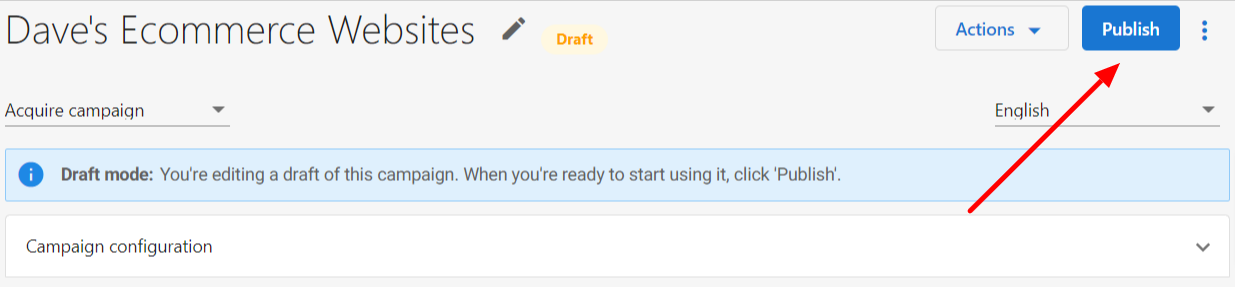 Dave's Ecommerce Websites
Draft
Actions
Publish
Acquire campaign
English
Draft mode: You're editing a draft of this campaign. When you're ready to start using it, click 'Publish'.
Campaign configuration